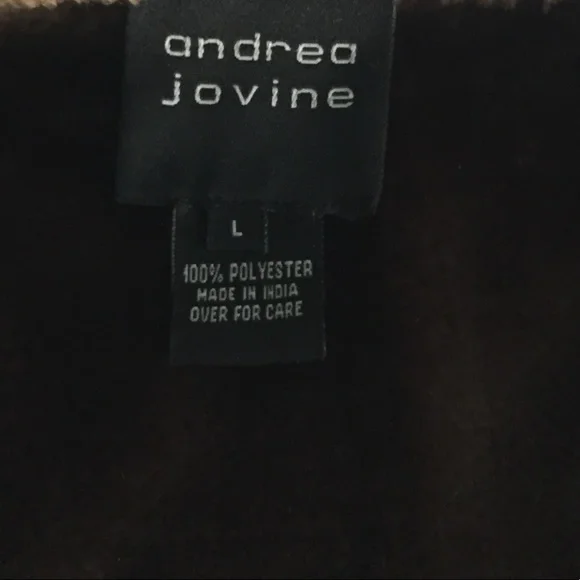 andrea
jovine
L
100% POLYESTER
MADE IN INDIA
OVER FOR CARE